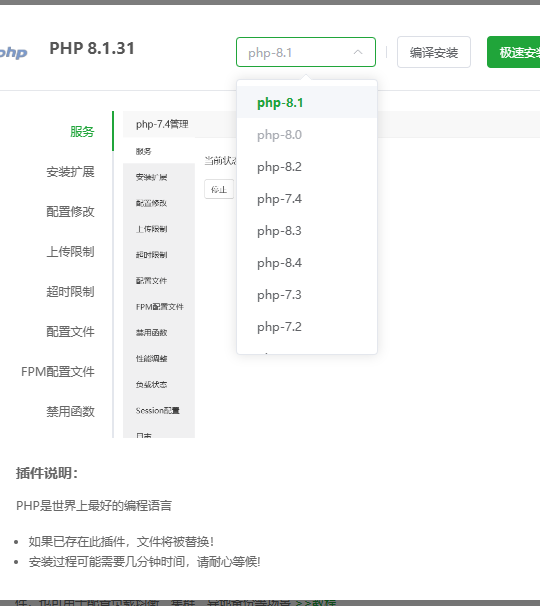 php
PHP 8.1.31
php-8.1
编译安装
极速安装
php-8.1
php-8.0
php-8.2
php-7.4
php-8.3
php-8.4
php-7.3
php-7.2
服务
安装扩展
配置修改
上传限制
超时限制
配置文件
FPM配置文件
禁用函数
php-7.4管理
服务
当前状态
停止
安装扩展
配置修改
上传限制
超时限制
配置文件
FPM配置文件
禁用函数
性能调整
负载状态
Session配置
日志
插件说明：
PHP是世界上最好的编程语言
如果已存在此插件，文件将被替换！
安装过程可能需要几分钟时间，请耐心等候！
>>教程